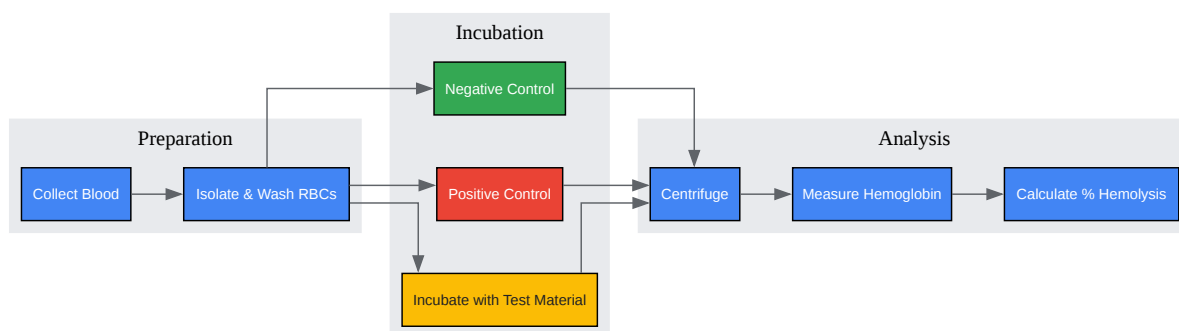 Incubation
Negative Control
Preparation
Analysis
Collect Blood
Isolate & Wash RBCs
Positive Control
Centrifuge
Measure Hemoglobin
Calculate % Hemolysis
Incubate with Test Material